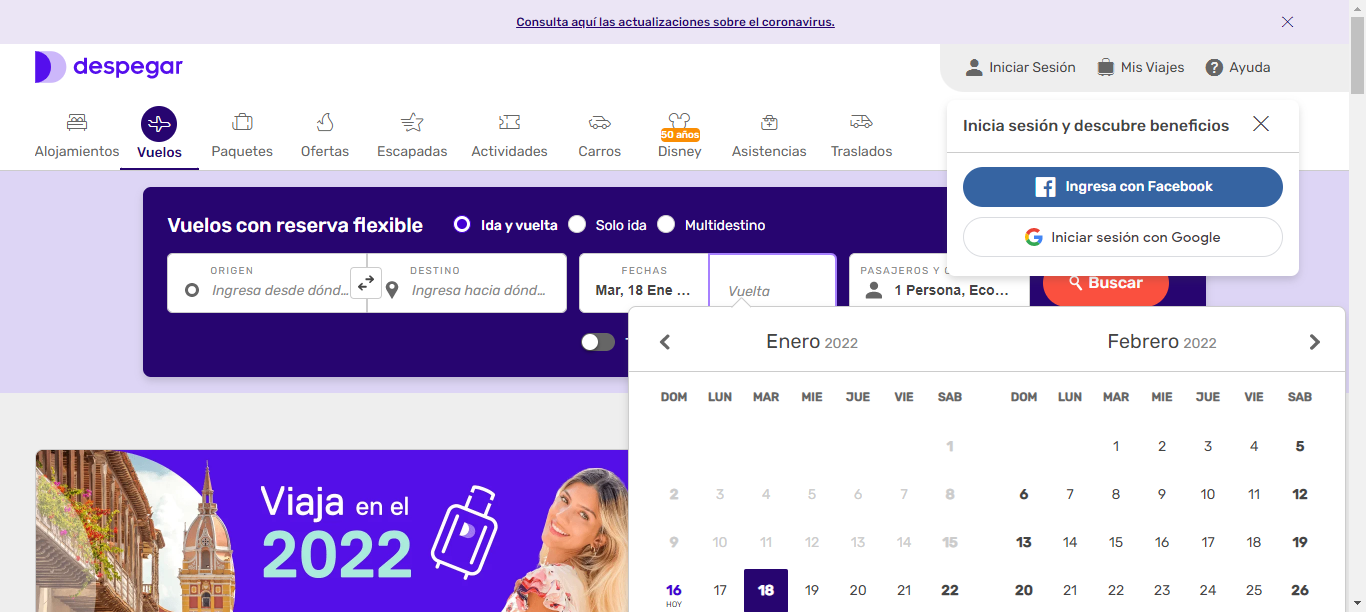 Consulta aquí las actualizaciones sobre el coronavirus.
despegar
Iniciar Sesión Mis Viajes ? Ayuda
Alojamientos Vuelos Paquetes Ofertas Escapadas Actividades Carros 50 años Disney Asistencias Traslados
Inicia sesión y descubre beneficios
Ingresa con Facebook
Iniciar sesión con Google
Vuelos con reserva flexible Ida y vuelta Solo ida Multidestino
ORIGEN DESTINO FECHAS PASAJEROS Y C
Ingresa desde dónd... Ingresa hacia dónd... Mar, 18 Ene ... Vuelta 1 Persona, Eco... Buscar
Enero 2022 Febrero 2022
DOM LUN MAR MIE JUE VIE SAB DOM LUN MAR MIE JUE VIE SAB
1 1 2 3 4 5
2 3 4 5 6 7 8 6 7 8 9 10 11 12
9 10 11 12 13 14 15 13 14 15 16 17 18 19
16 17 18 19 20 21 22 20 21 22 23 24 25 26
HOY
Viaja en el
2022